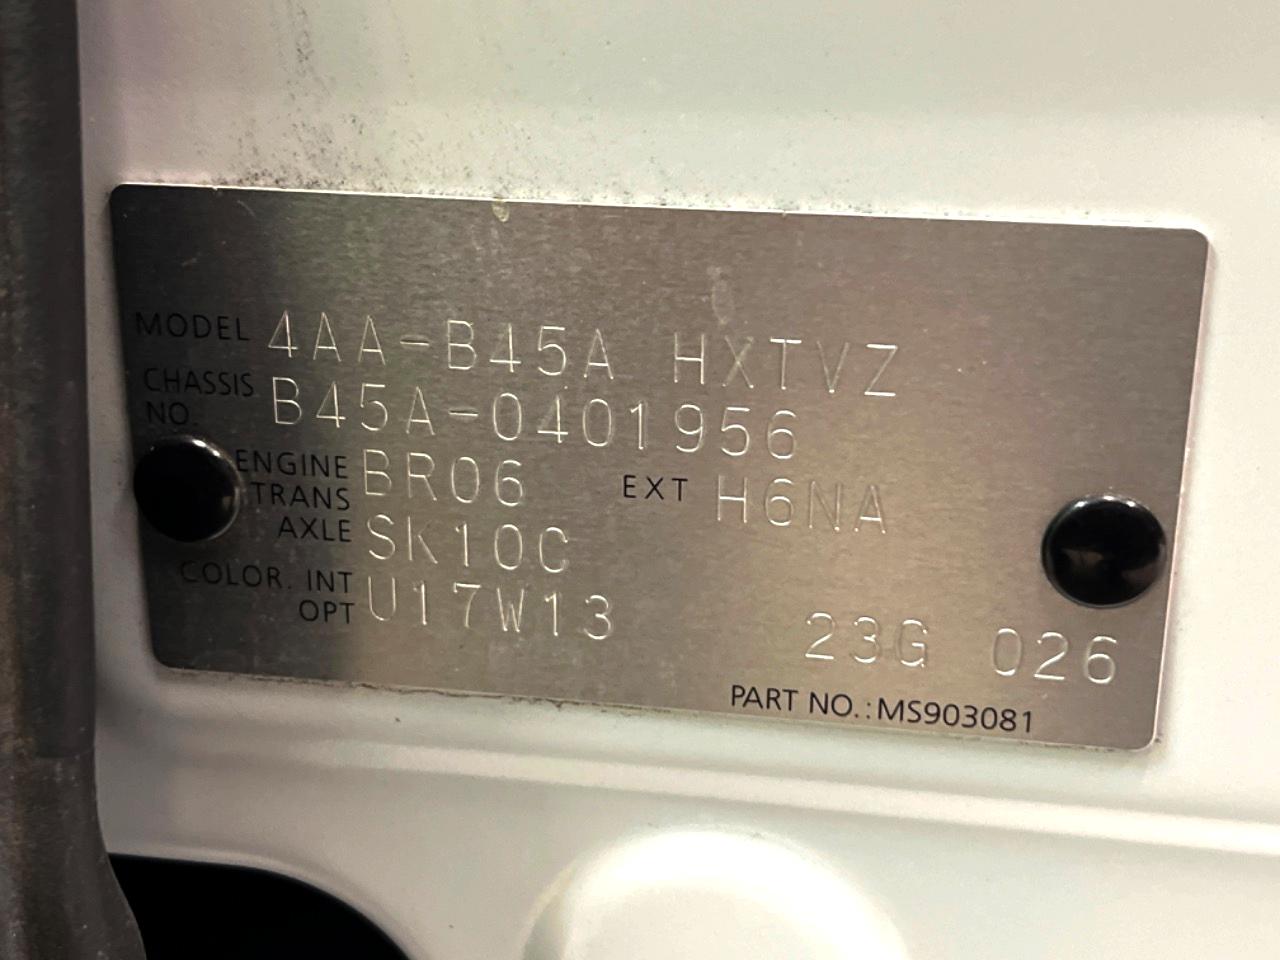 MODEL 4AA-B45A HXTVZ
CHASSIS NO. B45A-0401956
ENGINE BR06 EXT H6NA
TRANS AXLE SK10C
COLOR. INT OPT U17W13 23G 026
PART NO.:MS903081